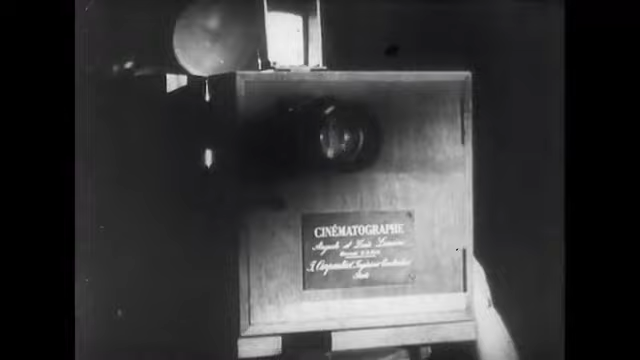 CINÉMATOGRAPHE
Auguste et Louis Lumière
J. Carpentier, Ingénieur Constructeur
Paris